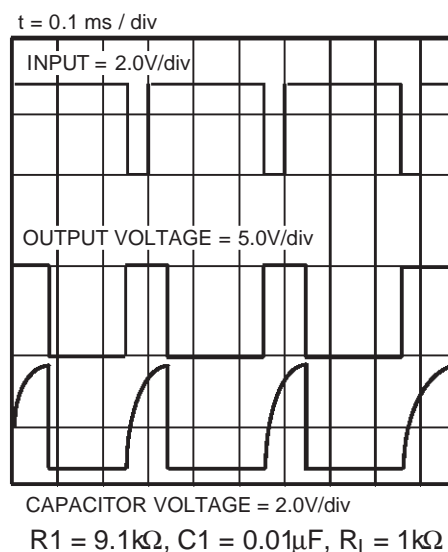 t = 0.1 ms / div
INPUT = 2.0V/div
OUTPUT VOLTAGE = 5.0V/div
CAPACITOR VOLTAGE = 2.0V/div
R1 = 9.1kΩ, C1 = 0.01µF, RL = 1kΩ